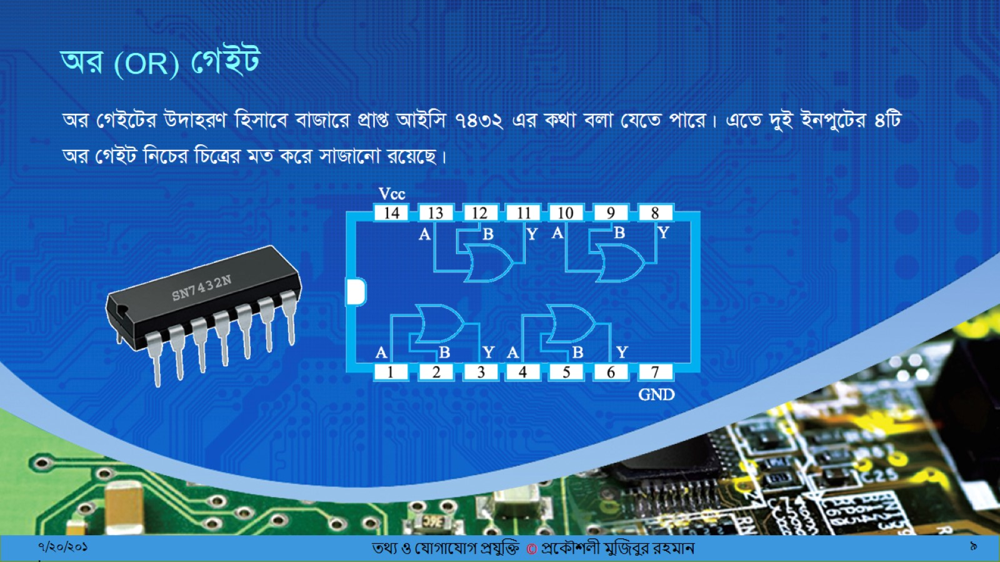 অর (OR) গেইট
অর গেইটের উদাহরণ হিসাবে বাজারে প্রাপ্ত আইসি ৭৪৩২ এর কথা বলা যেতে পারে। এতে দুই ইনপুটের ৪টি
অর গেইট নিচের চিত্রের মত করে সাজানো রয়েছে।
Vcc
14 13 12 11 10 9 8
A B Y A B Y
SN7432N
A B Y A B Y
1 2 3 4 5 6 7
GND
C25
36C
৭/২০/২০১ তথ্য ও যোগাযোগ প্রযুক্তি © প্রকৌশলী মুজিবুর রহমান ৯